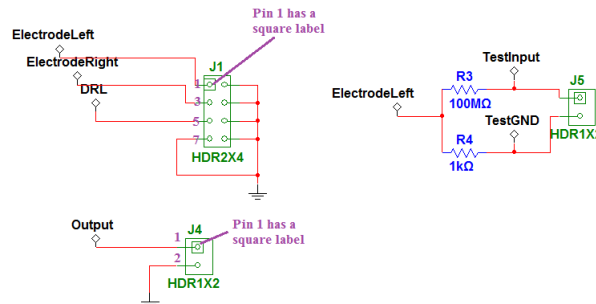 Pin 1 has a
square label
ElectrodeLeft
ElectrodeRight
DRL
J1
1
3
5
7
HDR2X4
TestInput
R3
100MΩ
ElectrodeLeft
J5
TestGND
HDR1X2
R4
1kΩ
Output
J4
1
2
HDR1X2
Pin 1 has a
square label